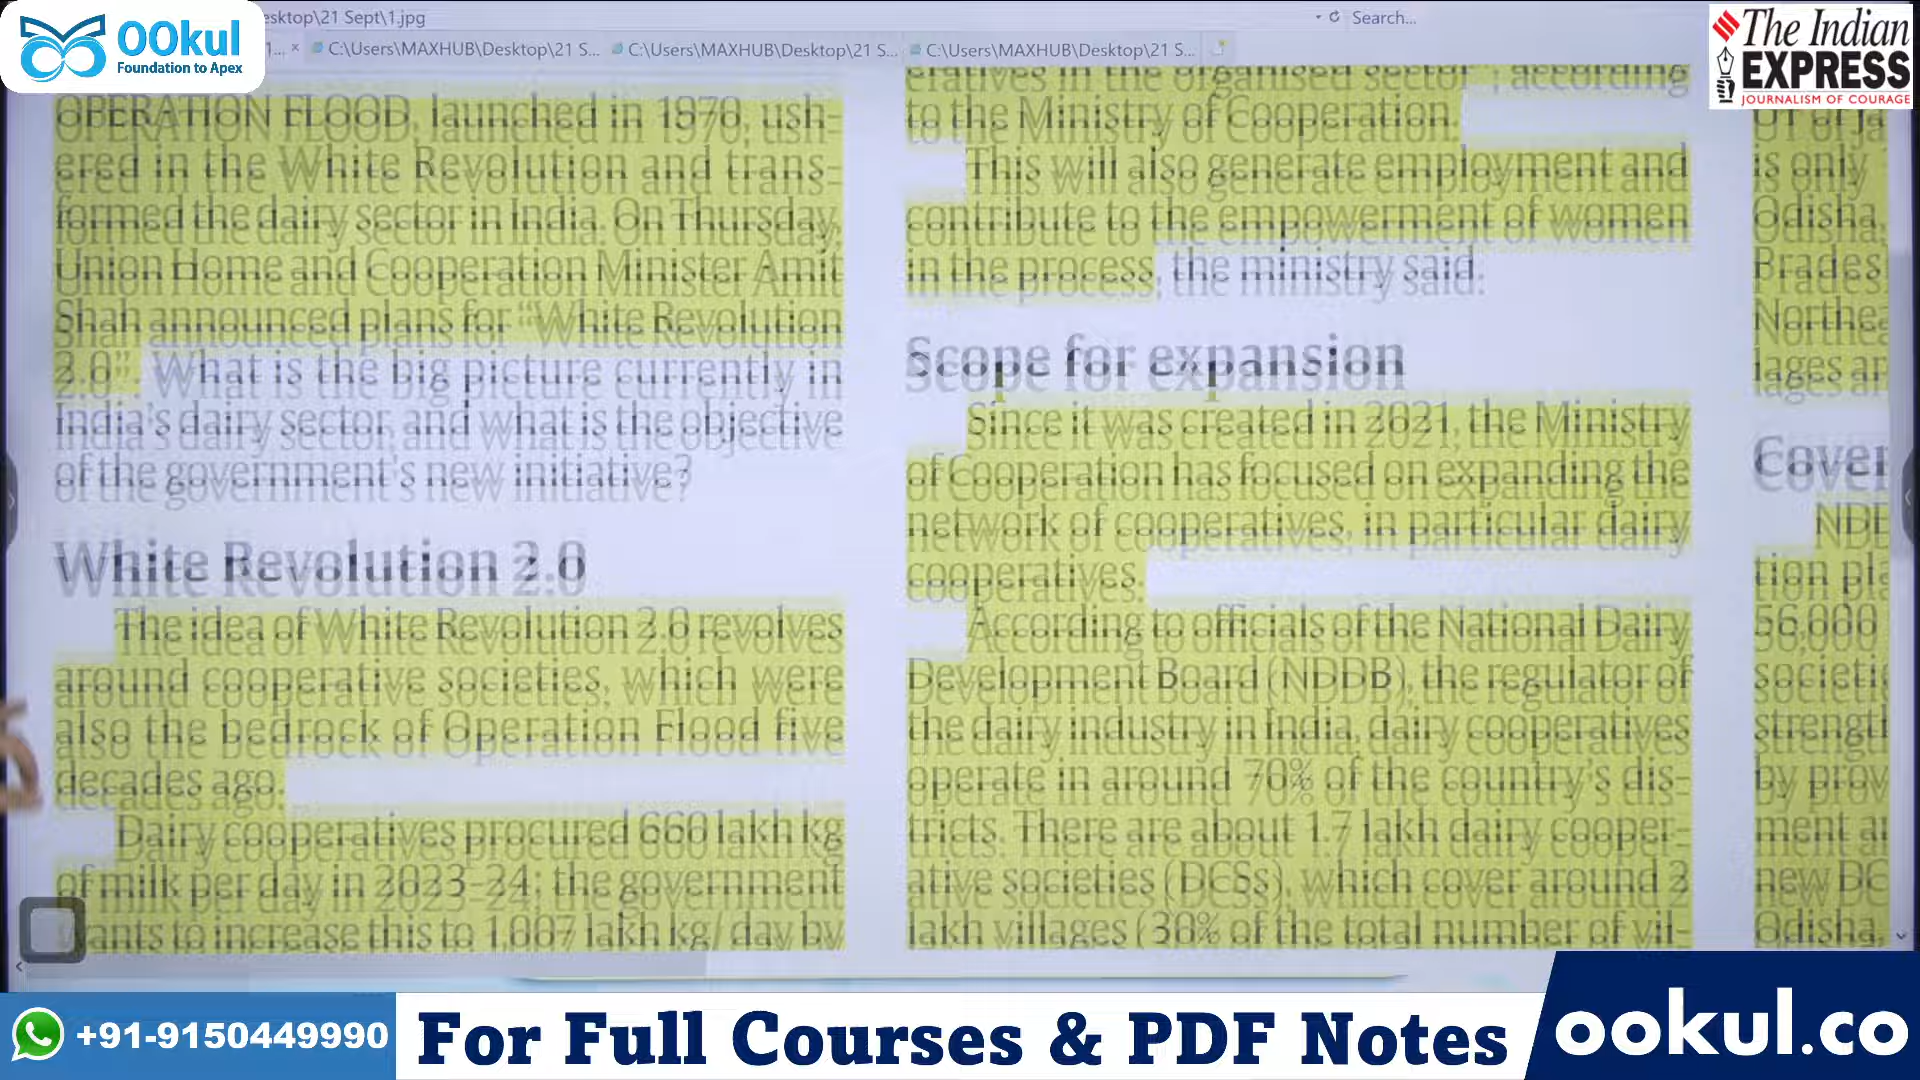 OOkul
Foundation to Apex
esktop\21 Sept\1.jpg
Search...
1... × C:\Users\MAXHUB\Desktop\21 S... C:\Users\MAXHUB\Desktop\21 S... C:\Users\MAXHUB\Desktop\21 S...
The Indian
EXPRESS
JOURNALISM OF COURAGE
OPERATION FLOOD, launched in 1970, ush-
ered in the White Revolution and trans-
formed the dairy sector in India. On Thursday,
Union Home and Cooperation Minister Amit
Shah announced plans for “White Revolution
2.0”. What is the big picture currently in
India's dairy sector, and what is the objective
of the government's new initiative?
White Revolution 2.0
The idea of White Revolution 2.0 revolves
around cooperative societies, which were
also the bedrock of Operation Flood five
decades ago.
Dairy cooperatives procured 660 lakh kg
of milk per day in 2023-24; the government
wants to increase this to 1,007 lakh kg/day by
eratives in the organised sector”, according
to the Ministry of Cooperation.
This will also generate employment and
contribute to the empowerment of women
in the process, the ministry said.
Scope for expansion
Since it was created in 2021, the Ministry
of Cooperation has focused on expanding the
network of cooperatives, in particular dairy
cooperatives.
According to officials of the National Dairy
Development Board (NDDB), the regulator of
the dairy industry in India, dairy cooperatives
operate in around 70% of the country's dis-
tricts. There are about 1.7 lakh dairy cooper-
ative societies (DCSs), which cover around 2
lakh villages (30% of the total number of vil-
UT of Ja
is only
Odisha,
Prades
Northea
lages ar
Cover
NDD
tion pla
56,000
societi
strengt
by prov
ment a
new DC
Odisha,
+91-9150449990
For Full Courses & PDF Notes
ookul.co